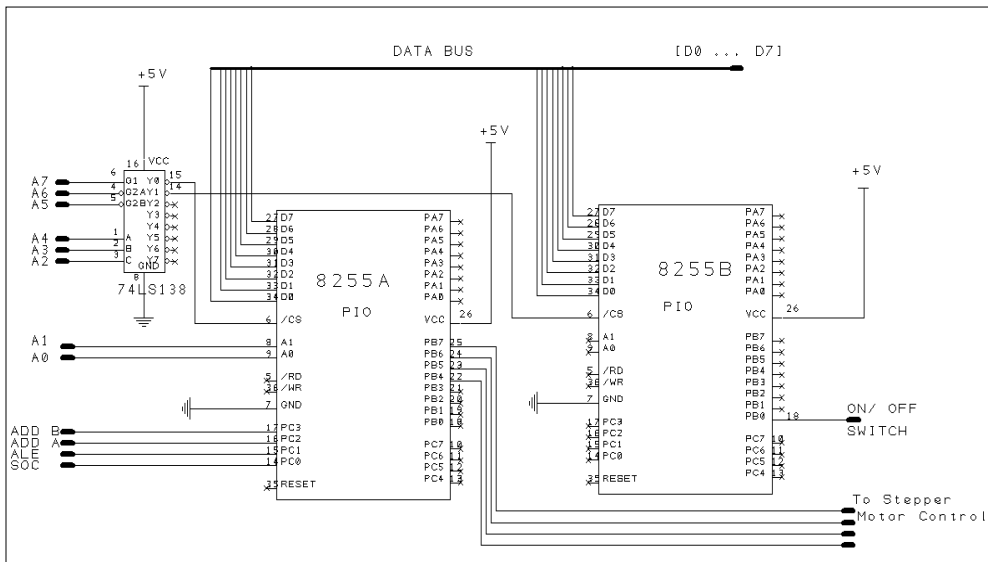 DATA BUS [D0 ... D7]
+5V
+5V
+5V
16 VCC
A7 6 G1 Y0 15
A6 4 G2A Y1 14
A5 5 G2B Y2
Y3
Y4
A4 1 A Y5
A3 2 B Y6
A2 3 C Y7
GND
8
74LS138
27 D7 PA7
28 D6 PA6
29 D5 PA5
30 D4 PA4
31 D3 PA3
32 D2 PA2
33 D1 PA1
34 D0 PA0
8255A
PIO
6 /CS VCC 26
A1 8 A1 PB7 25
A0 9 A0 PB6 24
PB5 23
5 /RD PB4 22
36 /WR PB3 21
PB2 20
7 GND PB1 19
PB0 18
ADD B 17 PC3
ADD A 16 PC2 PC7 10
ALE 15 PC1 PC6 11
SOC 14 PC0 PC5 12
35 RESET PC4 13
27 D7 PA7
28 D6 PA6
29 D5 PA5
30 D4 PA4
31 D3 PA3
32 D2 PA2
33 D1 PA1
34 D0 PA0
8255B
PIO
6 /CS VCC 26
8 A1 PB7
9 A0 PB6
PB5
5 /RD PB4
36 /WR PB3
PB2
7 GND PB1
PB0 18
ON/ OFF
SWITCH
17 PC3
16 PC2 PC7 10
15 PC1 PC6 11
14 PC0 PC5 12
35 RESET PC4 13
To Stepper
Motor Control